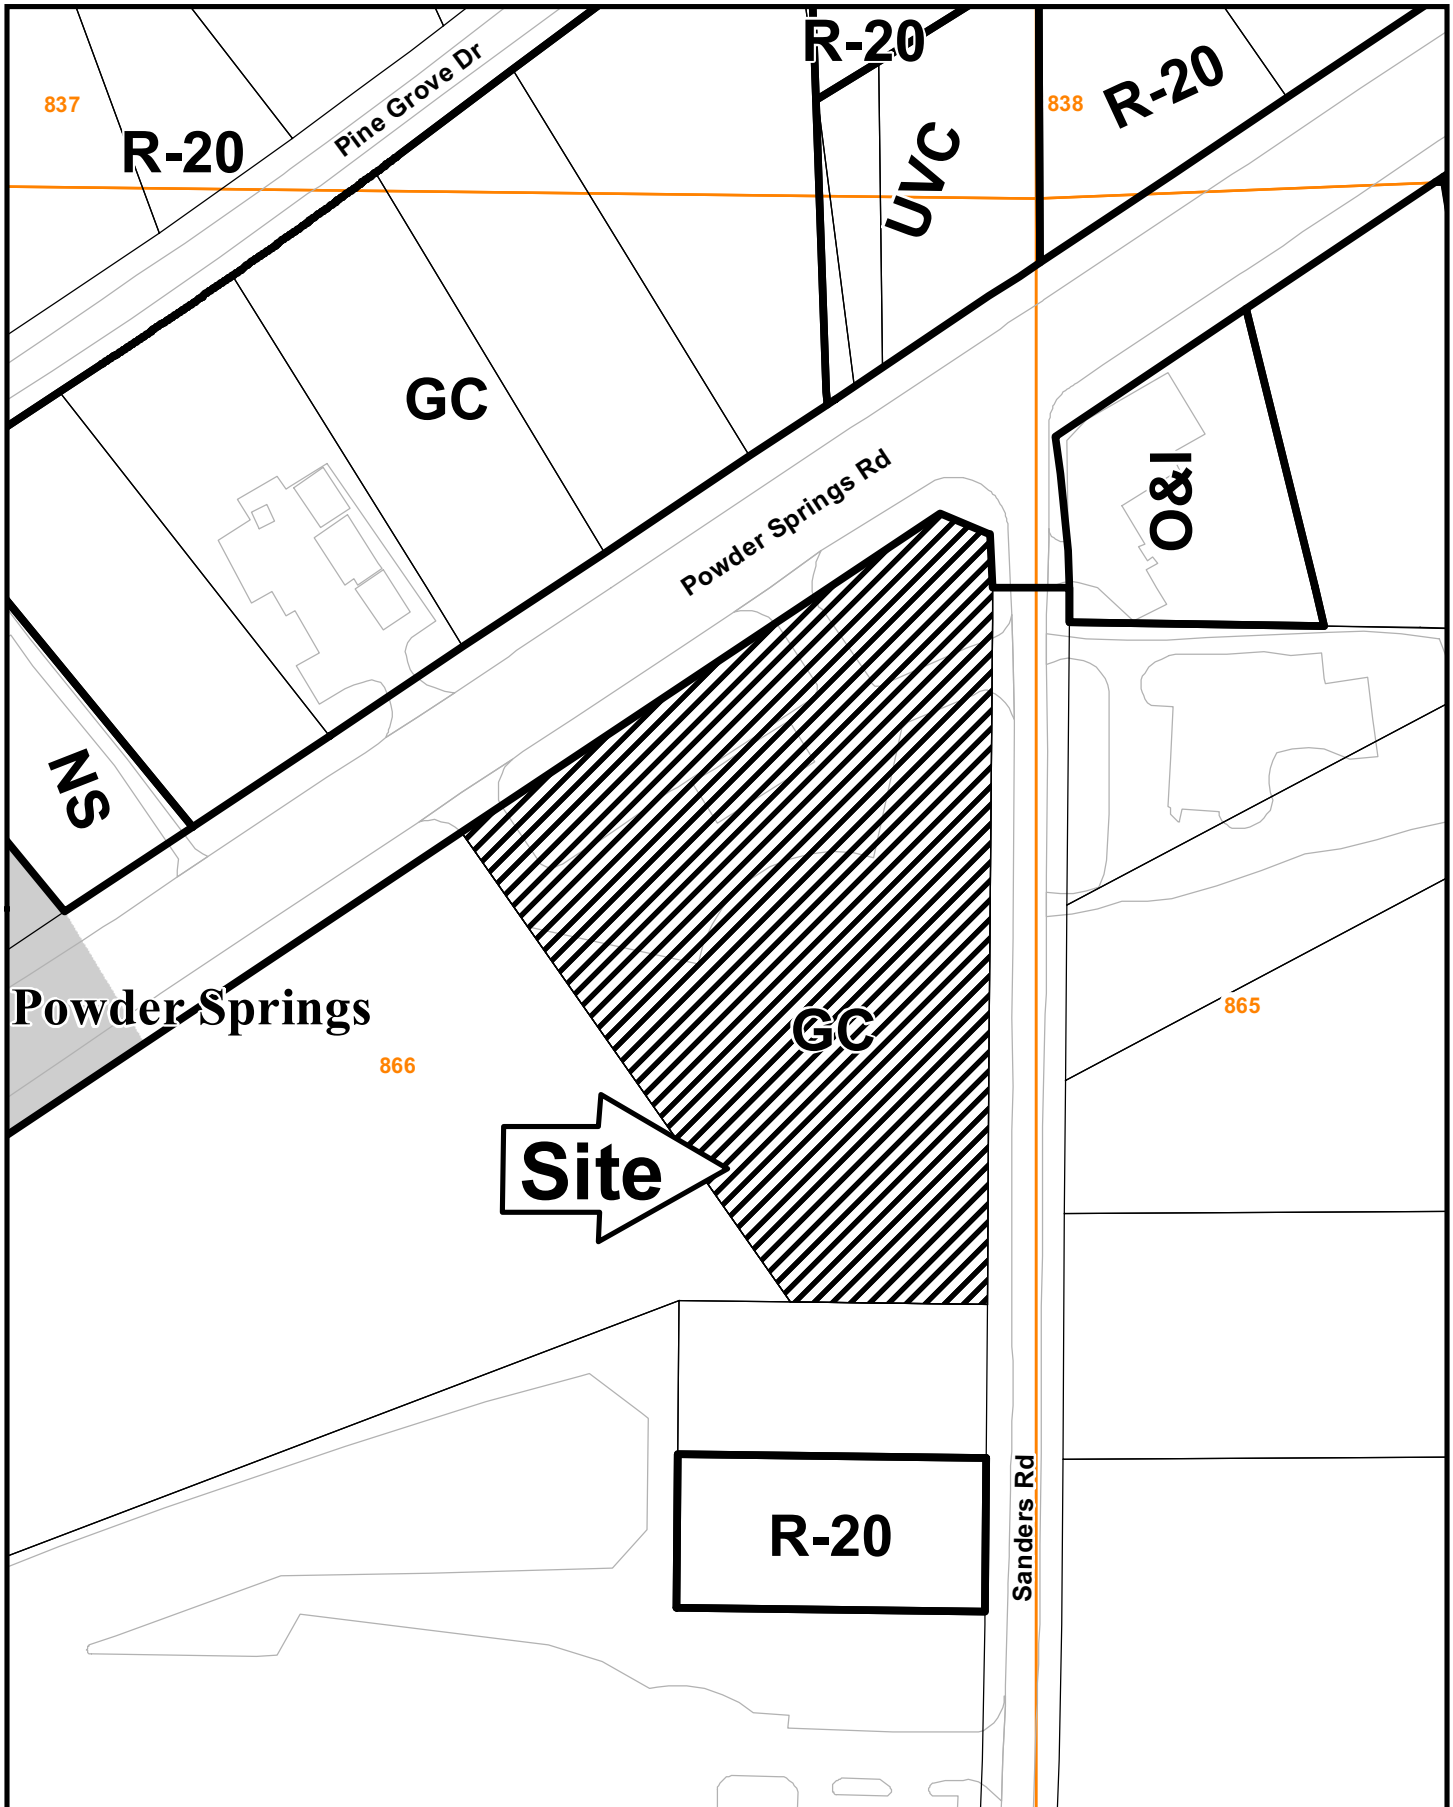 R-20
Pine Grove Dr
837
838
R-20
R-20
UVC
GC
Powder Springs Rd
O&I
NS
Powder Springs
865
GC
866
Site
Sanders Rd
R-20